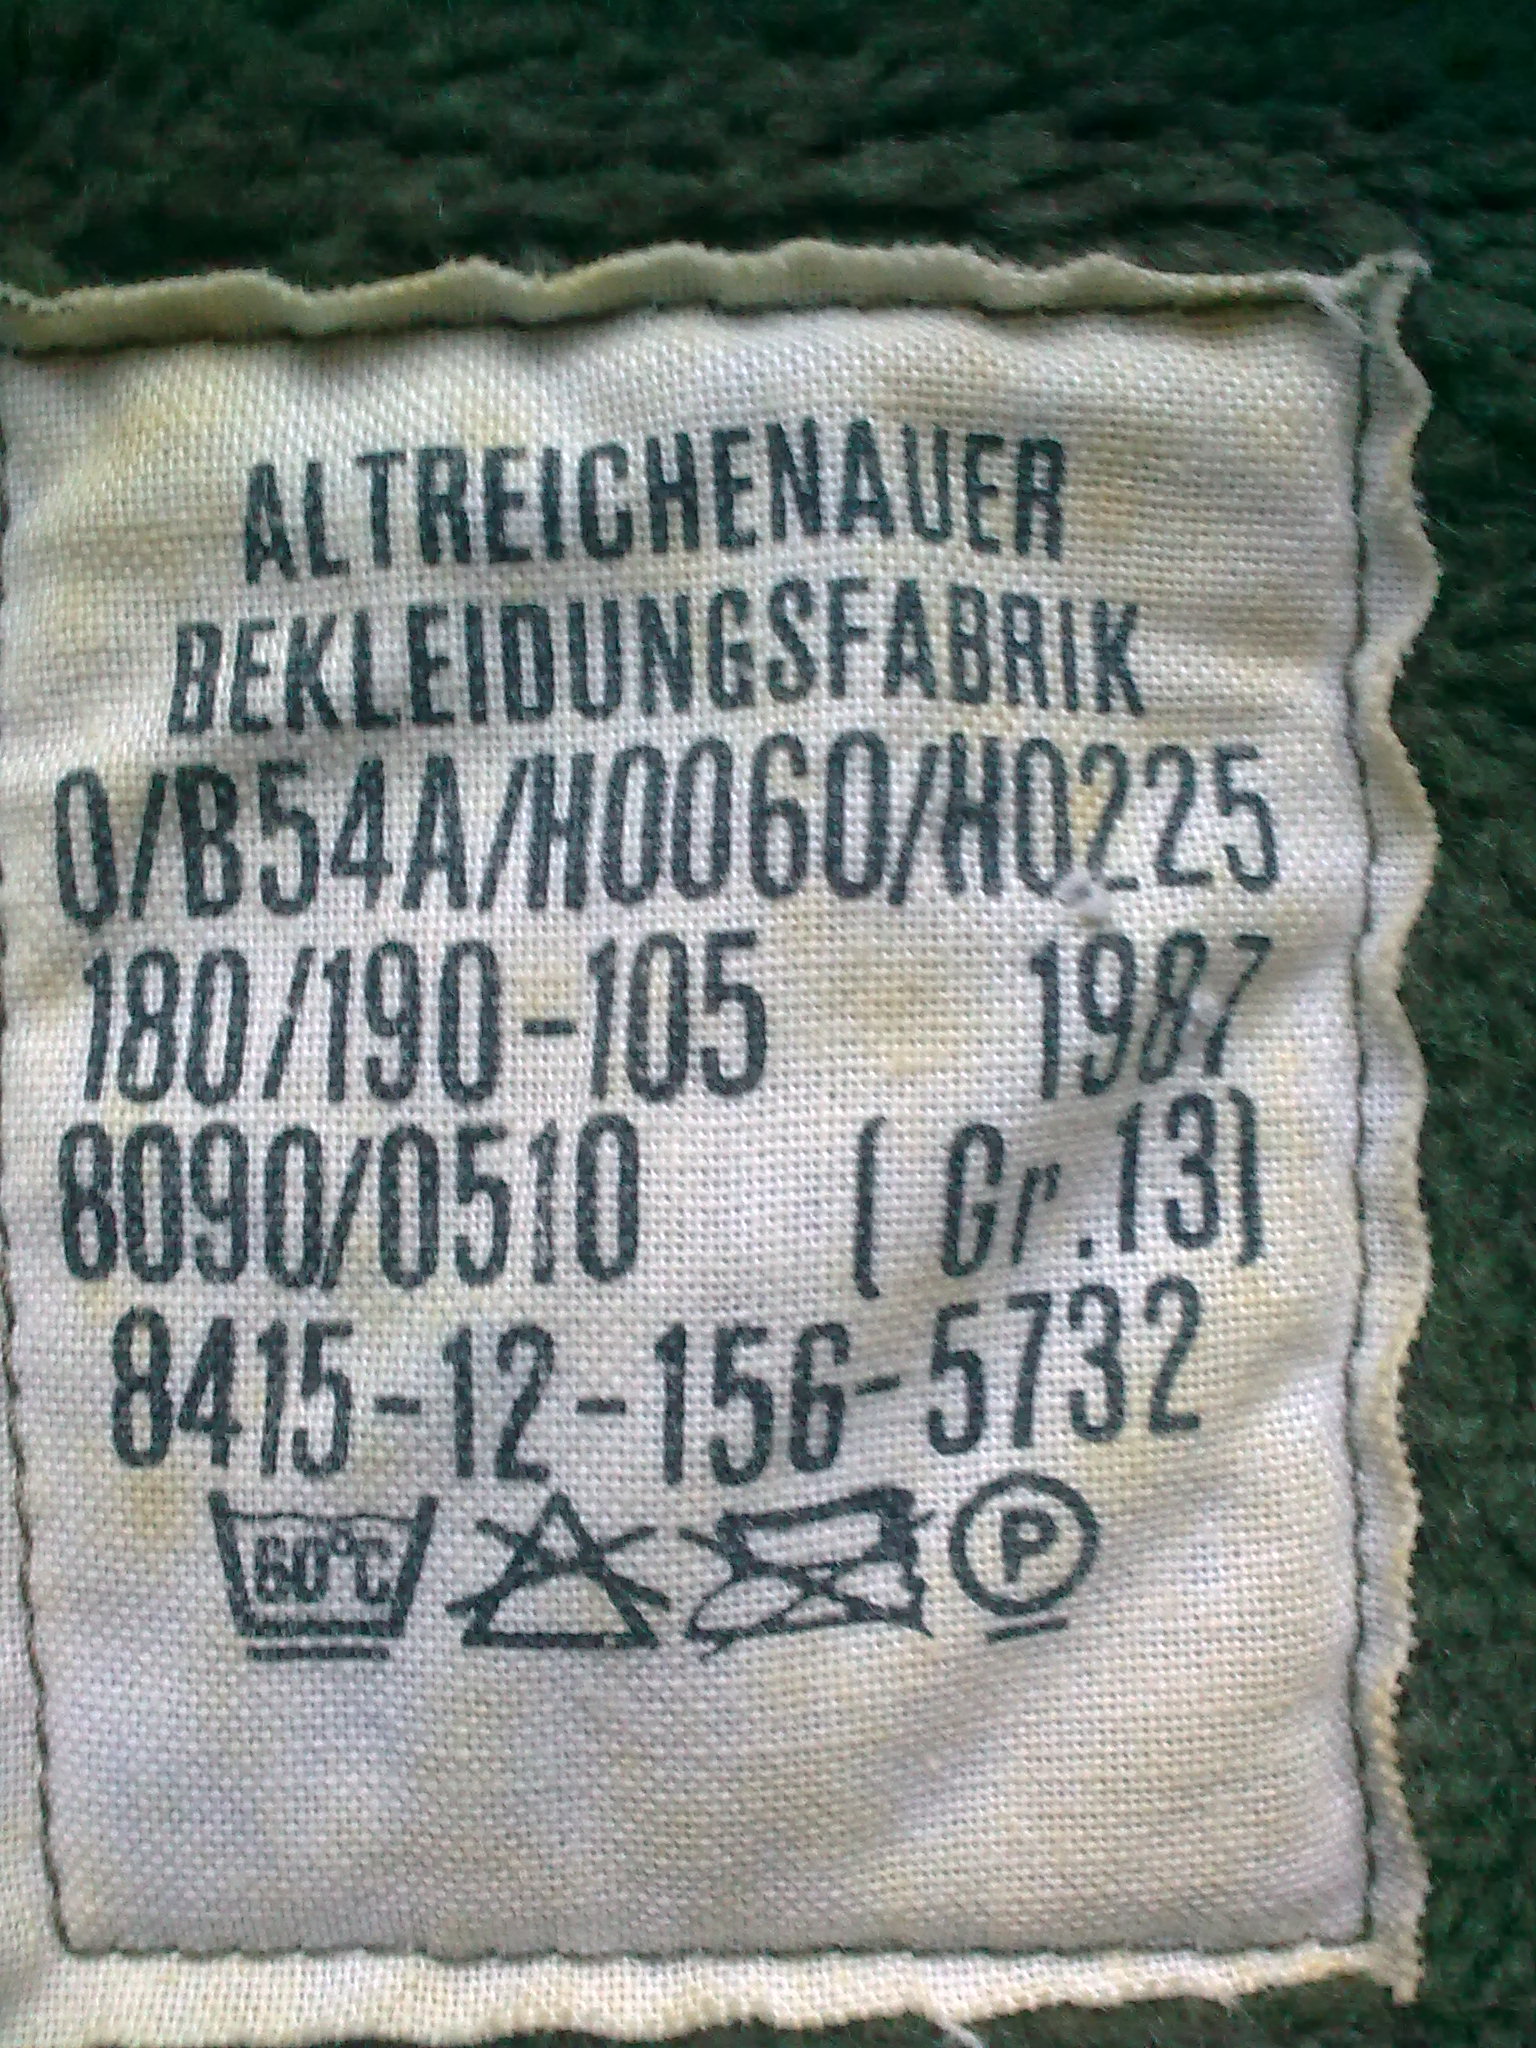 ALTREICHENAUER
BEKLEIDUNGSFABRIK
0/B54A/H0060/H0225
180/190-105 1987
8090/0510 (Gr.13)
8415-12-156-5732
60°C P